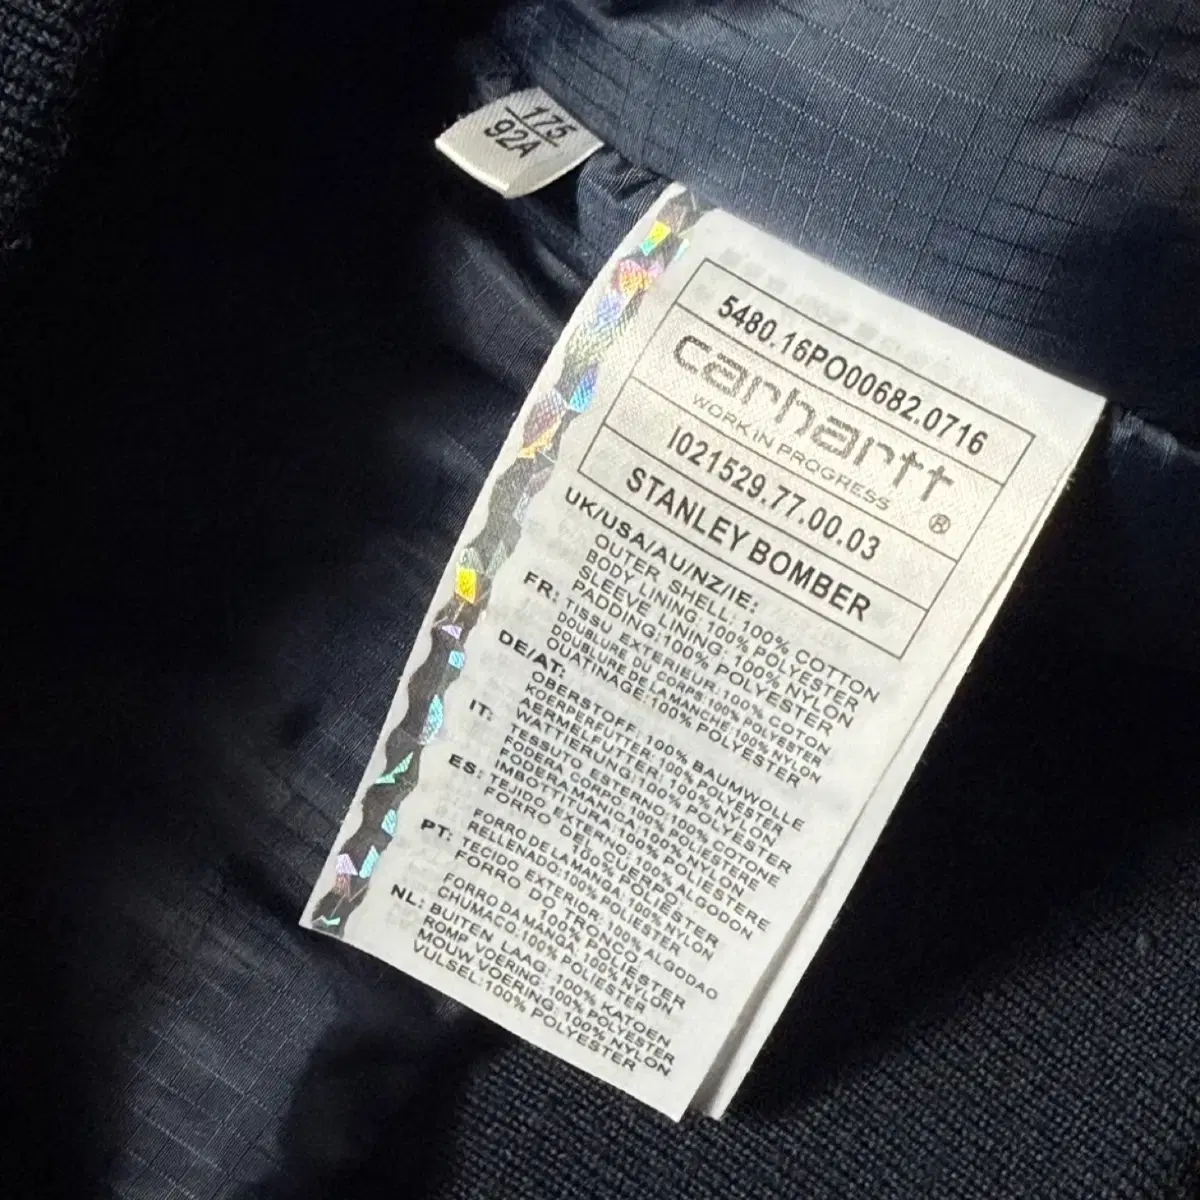 175
92A
5480.16PO00682.0716
carhartt
WORK IN PROGRESS ®
I021529.77.00.03
STANLEY BOMBER
UK/USA/AU/NZ/IE:
OUTER SHELL: 100% COTTON
BODY LINING: 100% POLYESTER
SLEEVE LINING: 100% NYLON
PADDING: 100% POLYESTER
FR: TISSU EXTERIEUR: 100% COTON
DOUBLURE DU CORPS: 100% POLYESTER
DOUBLURE DE LA MANCHE: 100% NYLON
OUATINAGE: 100% POLYESTER
DE/AT:
OBERSTOFF: 100% BAUMWOLLE
KOERPERFUTTER: 100% POLYESTER
AERMELFUTTER: 100% NYLON
WATTIERUNG: 100% POLYESTER
IT: TESSUTO ESTERNO: 100% COTONE
FODERA CORPO: 100% POLIESTERE
FODERA MANICA: 100% NYLON
IMBOTTITURA: 100% POLIESTERE
ES: TEJIDO EXTERNO: 100% ALGODON
FORRO DEL CUERPO:
100% POLIESTER
FORRO DE LA MANGA: 100% NYLON
RELLENADO: 100% POLIESTER
PT: TECIDO EXTERIOR: 100% ALGODAO
FORRO DO TRONCO:
100% POLIESTER
FORRO DA MANGA: 100% NYLON
CHUMACO: 100% POLIESTER
NL: BUITEN LAAG: 100% KATOEN
ROMP VOERING: 100% POLYESTER
MOUW VOERING: 100% NYLON
VULSEL: 100% POLYESTER